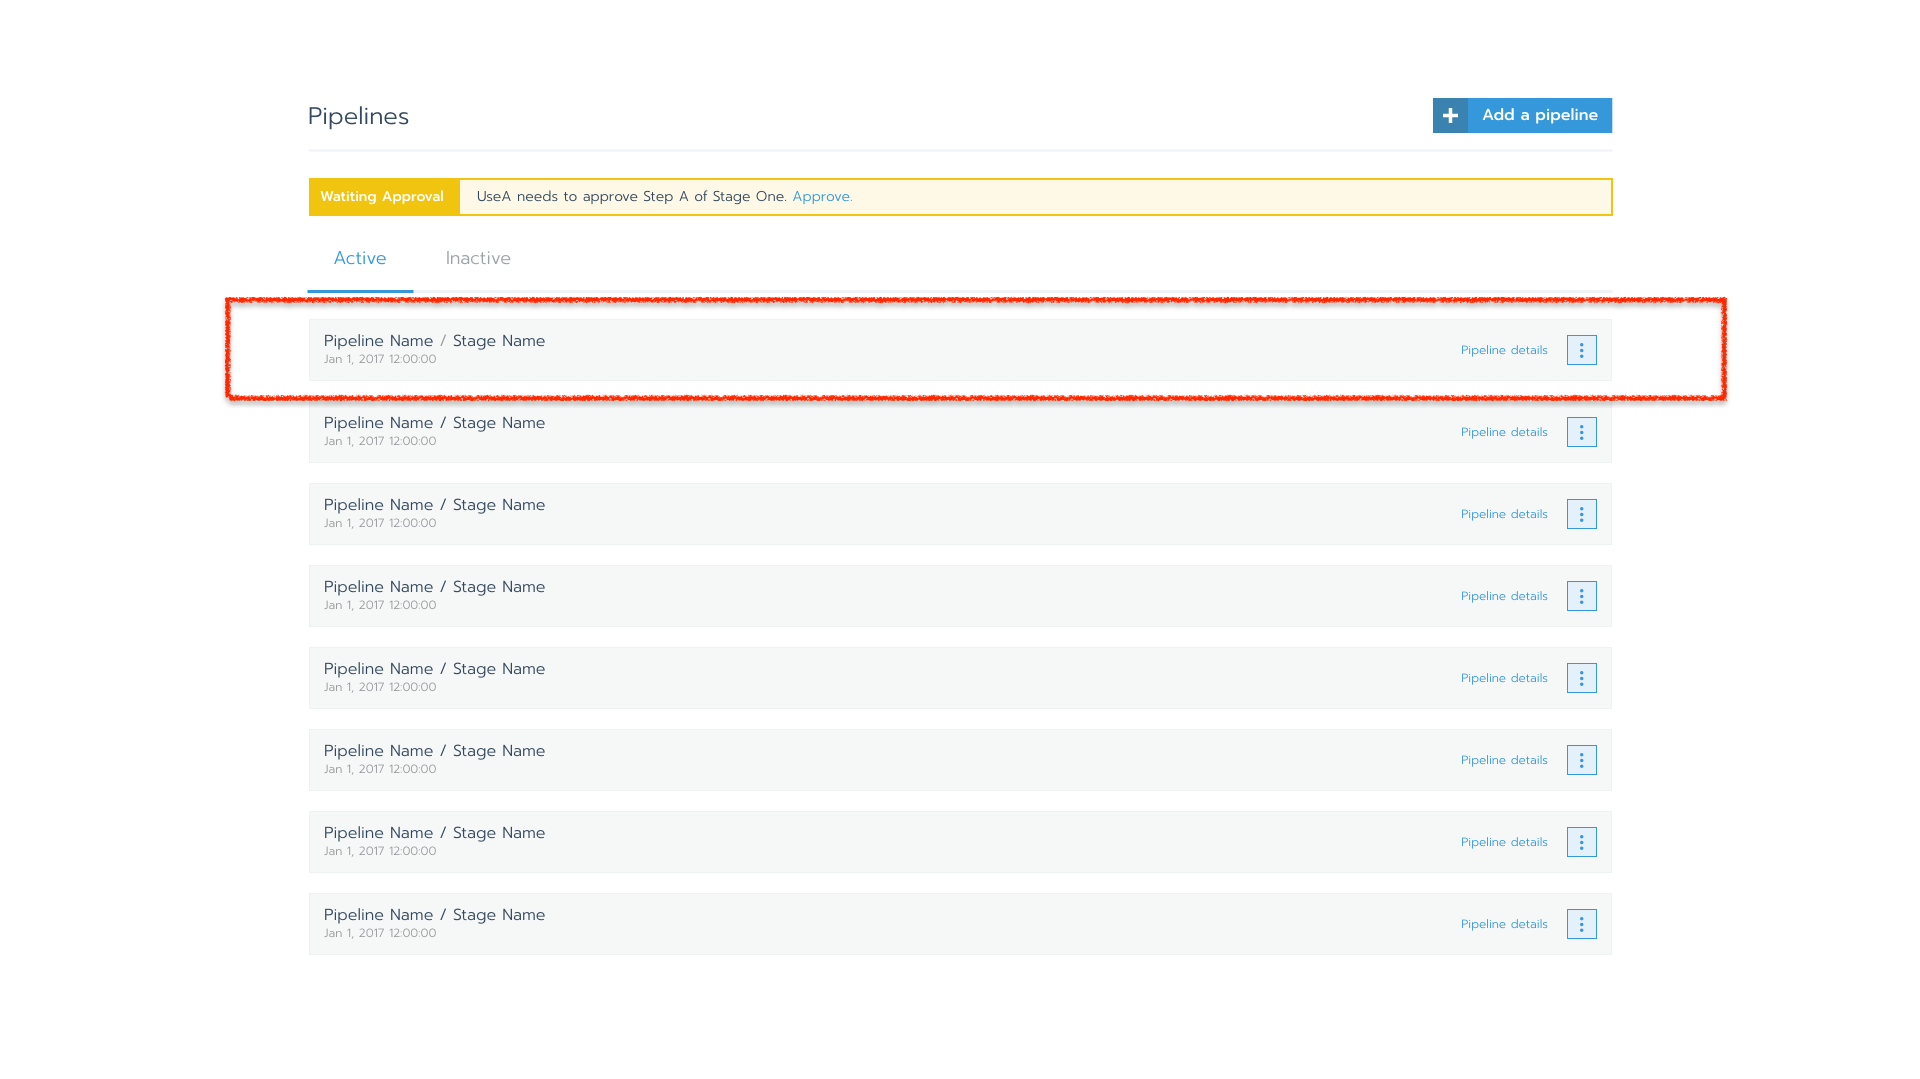 Pipelines
Add a pipeline
Watiting Approval UseA needs to approve Step A of Stage One. Approve.
Active Inactive
Pipeline Name / Stage Name
Jan 1, 2017 12:00:00
Pipeline details
Pipeline Name / Stage Name
Jan 1, 2017 12:00:00
Pipeline details
Pipeline Name / Stage Name
Jan 1, 2017 12:00:00
Pipeline details
Pipeline Name / Stage Name
Jan 1, 2017 12:00:00
Pipeline details
Pipeline Name / Stage Name
Jan 1, 2017 12:00:00
Pipeline details
Pipeline Name / Stage Name
Jan 1, 2017 12:00:00
Pipeline details
Pipeline Name / Stage Name
Jan 1, 2017 12:00:00
Pipeline details
Pipeline Name / Stage Name
Jan 1, 2017 12:00:00
Pipeline details